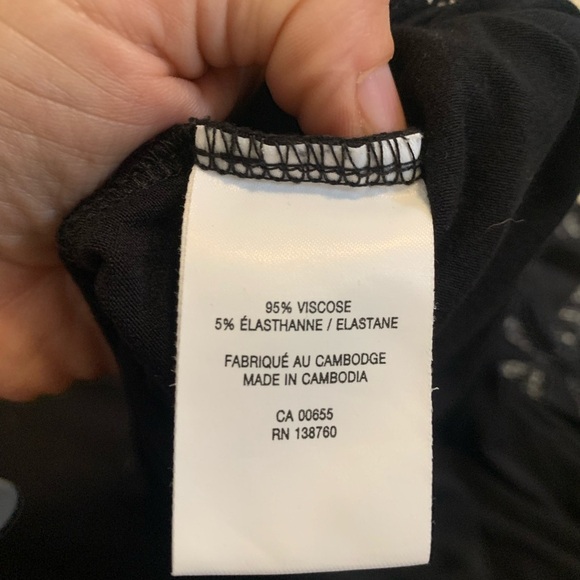 95% VISCOSE
5% ÉLASTHANNE / ELASTANE
FABRIQUÉ AU CAMBODGE
MADE IN CAMBODIA
CA 00655
RN 138760